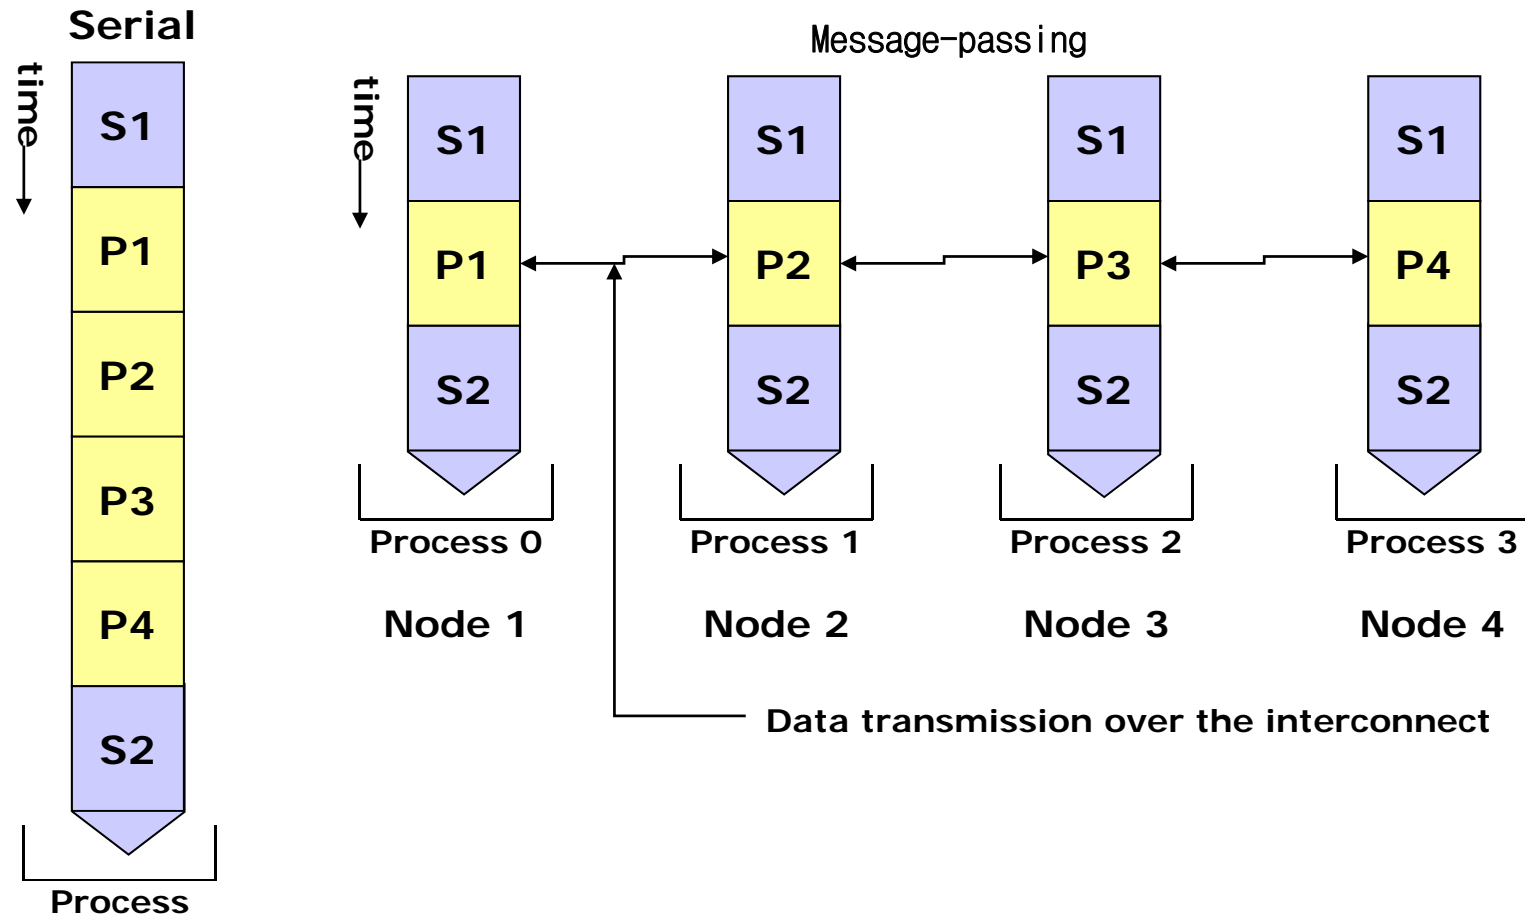 Serial
time
S1
P1
P2
P3
P4
S2
Process
Message-passing
time
S1
P1
S2
Process 0
Node 1
S1
P2
S2
Process 1
Node 2
S1
P3
S2
Process 2
Node 3
S1
P4
S2
Process 3
Node 4
Data transmission over the interconnect